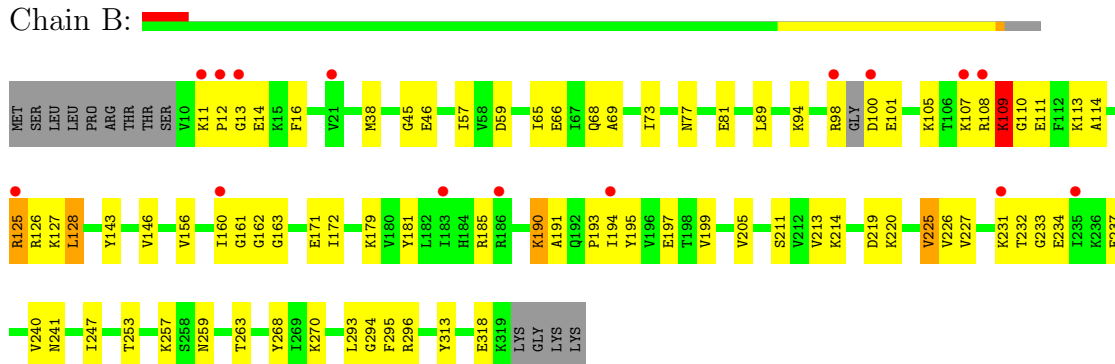 Chain B:
MET SER LEU LEU PRO ARG THR THR SER V10 K11 P12 G13 E14 K15 F16 V21 M38 G45 E46 I57 V58 D59 I65 E66 I67 Q68 A69 I73 N77 E81 L89 K94 R98 GLY D100 E101 K105 T106 K107 R108 K109 G110 E111 F112 K113 A114
R125 R126 K127 L128 Y143 V146 V156 I160 G161 G162 G163 E171 I172 K179 V180 Y181 L182 I183 H184 R185 R186 K190 A191 Q192 P193 I194 Y195 V196 E197 T198 V199 V205 S211 V212 V213 K214 D219 K220 V225 V226 V227 K231 T232 G233 E234 I235 K236
V240 N241 I247 T253 K257 S258 N259 T263 Y268 I269 K270 L293 G294 F295 R296 Y313 E318 K319 LYS GLY LYS LYS